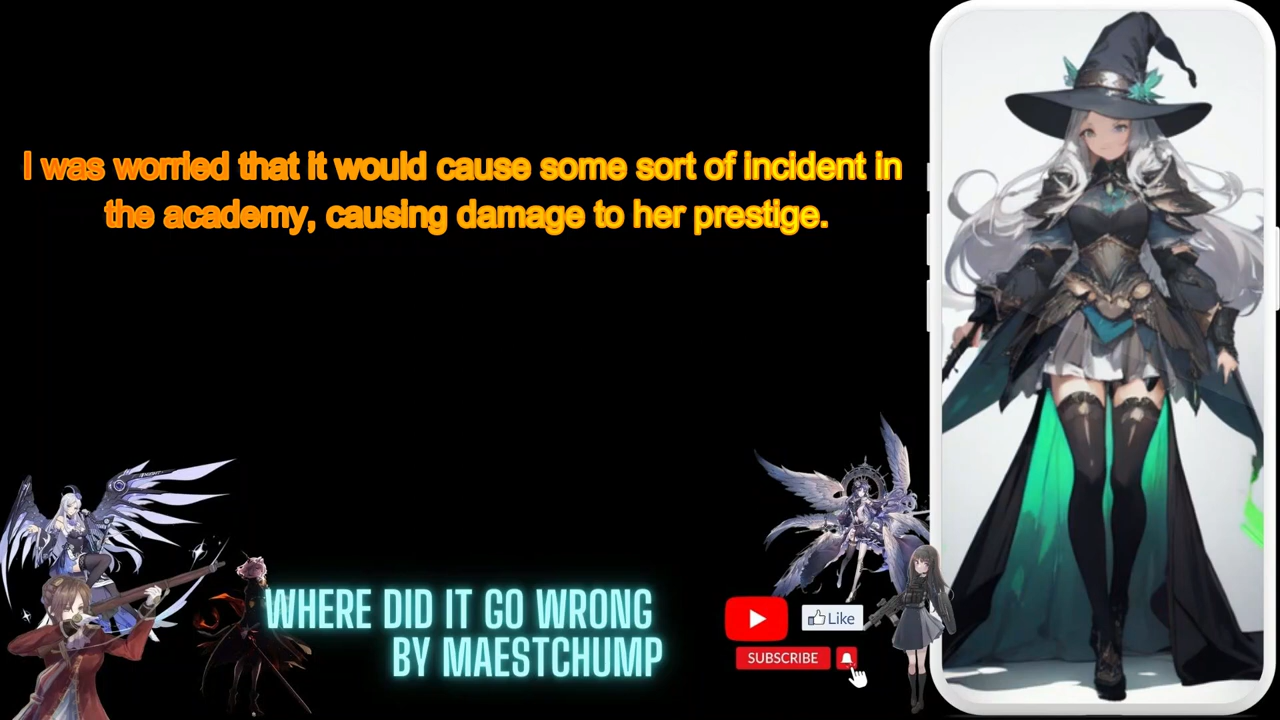 I was worried that it would cause some sort of incident in
the academy, causing damage to her prestige.
WHERE DID IT GO WRONG
BY MAESTCHUMP
Like
SUBSCRIBE